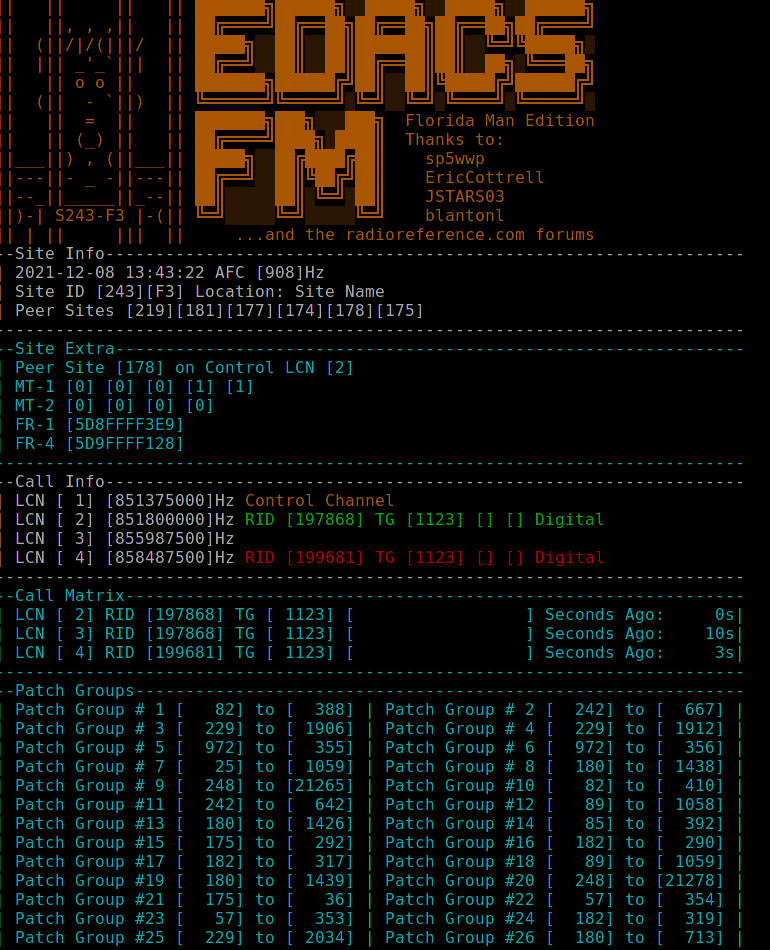 EDACS
FM
Florida Man Edition
Thanks to:
sp5wwp
EricCottrell
JSTARS03
blantonl
S243-F3
...and the radioreference.com forums
--Site Info----------------------------------------------------------------
| 2021-12-08 13:43:22 AFC [908]Hz
| Site ID [243][F3] Location: Site Name
| Peer Sites [219][181][177][174][178][175]
--Site Extra---------------------------------------------------------------
| Peer Site [178] on Control LCN [2]
| MT-1 [0] [0] [0] [1] [1]
| MT-2 [0] [0] [0] [0]
| FR-1 [5D8FFFF3E9]
| FR-4 [5D9FFFF128]
--Call Info----------------------------------------------------------------
| LCN [ 1] [851375000]Hz Control Channel
| LCN [ 2] [851800000]Hz RID [197868] TG [1123] [] [] Digital
| LCN [ 3] [855987500]Hz
| LCN [ 4] [858487500]Hz RID [199681] TG [1123] [] [] Digital
--Call Matrix--------------------------------------------------------------
| LCN [ 2] RID [197868] TG [ 1123] [                 ] Seconds Ago:     0s|
| LCN [ 3] RID [197868] TG [ 1123] [                 ] Seconds Ago:    10s|
| LCN [ 4] RID [199681] TG [ 1123] [                 ] Seconds Ago:     3s|
--Patch Groups-------------------------------------------------------------
| Patch Group # 1 [   82] to [  388] | Patch Group # 2 [  242] to [  667] |
| Patch Group # 3 [  229] to [ 1906] | Patch Group # 4 [  229] to [ 1912] |
| Patch Group # 5 [  972] to [  355] | Patch Group # 6 [  972] to [  356] |
| Patch Group # 7 [   25] to [ 1059] | Patch Group # 8 [  180] to [ 1438] |
| Patch Group # 9 [  248] to [21265] | Patch Group #10 [   82] to [  410] |
| Patch Group #11 [  242] to [  642] | Patch Group #12 [   89] to [ 1058] |
| Patch Group #13 [  180] to [ 1426] | Patch Group #14 [   85] to [  392] |
| Patch Group #15 [  175] to [  292] | Patch Group #16 [  182] to [  290] |
| Patch Group #17 [  182] to [  317] | Patch Group #18 [   89] to [ 1059] |
| Patch Group #19 [  180] to [ 1439] | Patch Group #20 [  248] to [21278] |
| Patch Group #21 [  175] to [   36] | Patch Group #22 [   57] to [  354] |
| Patch Group #23 [   57] to [  353] | Patch Group #24 [  182] to [  319] |
| Patch Group #25 [  229] to [ 2034] | Patch Group #26 [  180] to [  713] |